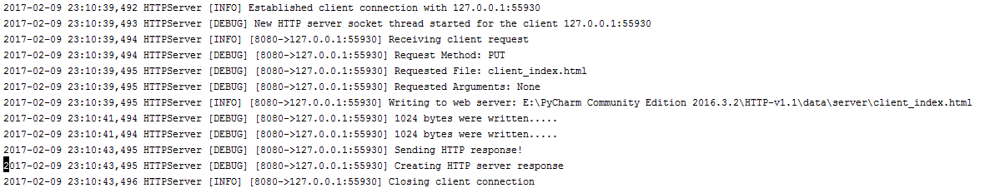 2017-02-09 23:10:39,492 HTTPServer [INFO] Established client connection with 127.0.0.1:55930
2017-02-09 23:10:39,493 HTTPServer [DEBUG] New HTTP server socket thread started for the client 127.0.0.1:55930
2017-02-09 23:10:39,494 HTTPServer [INFO] [8080->127.0.0.1:55930] Receiving client request
2017-02-09 23:10:39,494 HTTPServer [DEBUG] [8080->127.0.0.1:55930] Request Method: PUT
2017-02-09 23:10:39,495 HTTPServer [DEBUG] [8080->127.0.0.1:55930] Requested File: client_index.html
2017-02-09 23:10:39,495 HTTPServer [DEBUG] [8080->127.0.0.1:55930] Requested Arguments: None
2017-02-09 23:10:39,495 HTTPServer [INFO] [8080->127.0.0.1:55930] Writing to web server: E:\PyCharm Community Edition 2016.3.2\HTTP-v1.1\data\server\client_index.html
2017-02-09 23:10:41,494 HTTPServer [DEBUG] [8080->127.0.0.1:55930] 1024 bytes were written.....
2017-02-09 23:10:41,494 HTTPServer [DEBUG] [8080->127.0.0.1:55930] 1024 bytes were written.....
2017-02-09 23:10:43,495 HTTPServer [DEBUG] [8080->127.0.0.1:55930] Sending HTTP response!
2017-02-09 23:10:43,495 HTTPServer [DEBUG] [8080->127.0.0.1:55930] Creating HTTP server response
2017-02-09 23:10:43,496 HTTPServer [INFO] [8080->127.0.0.1:55930] Closing client connection